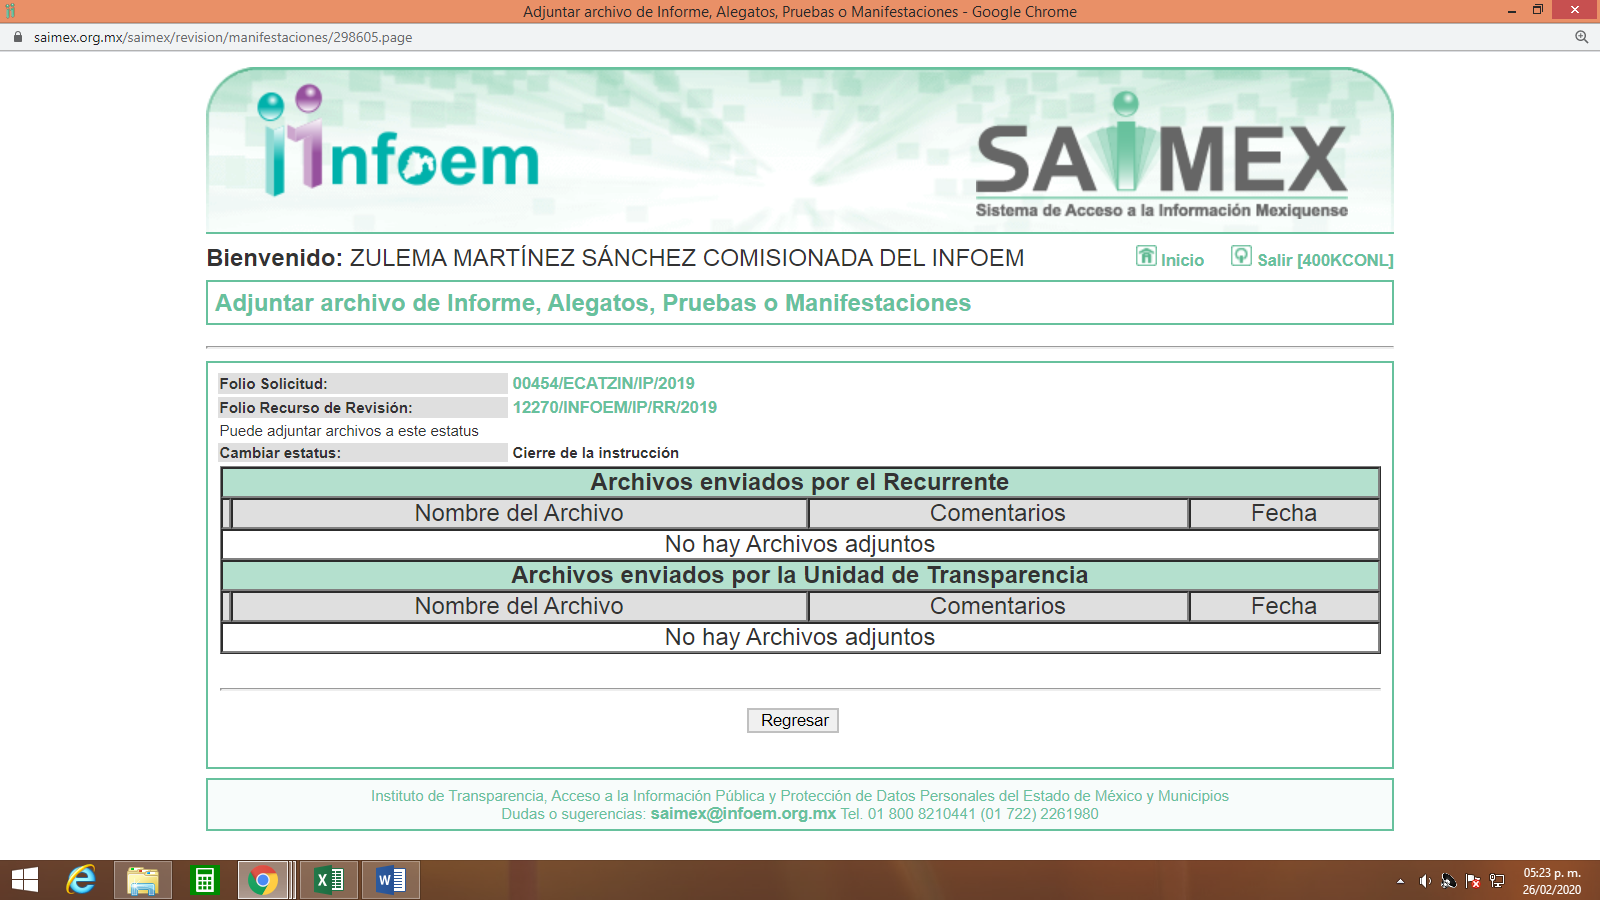 Adjuntar archivo de Informe, Alegatos, Pruebas o Manifestaciones - Google Chrome
saimex.org.mx/saimex/revision/manifestaciones/298605.page
infoem
SAIMEX
Sistema de Acceso a la Información Mexiquense
Bienvenido: ZULEMA MARTÍNEZ SÁNCHEZ COMISIONADA DEL INFOEM
Inicio Salir [400KCONL]
Adjuntar archivo de Informe, Alegatos, Pruebas o Manifestaciones
Folio Solicitud: 00454/ECATZIN/IP/2019
Folio Recurso de Revisión: 12270/INFOEM/IP/RR/2019
Puede adjuntar archivos a este estatus
Cambiar estatus: Cierre de la instrucción
Archivos enviados por el Recurrente
Nombre del Archivo Comentarios Fecha
No hay Archivos adjuntos
Archivos enviados por la Unidad de Transparencia
Nombre del Archivo Comentarios Fecha
No hay Archivos adjuntos
Regresar
Instituto de Transparencia, Acceso a la Información Pública y Protección de Datos Personales del Estado de México y Municipios
Dudas o sugerencias: saimex@infoem.org.mx Tel. 01 800 8210441 (01 722) 2261980
05:23 p. m.
26/02/2020